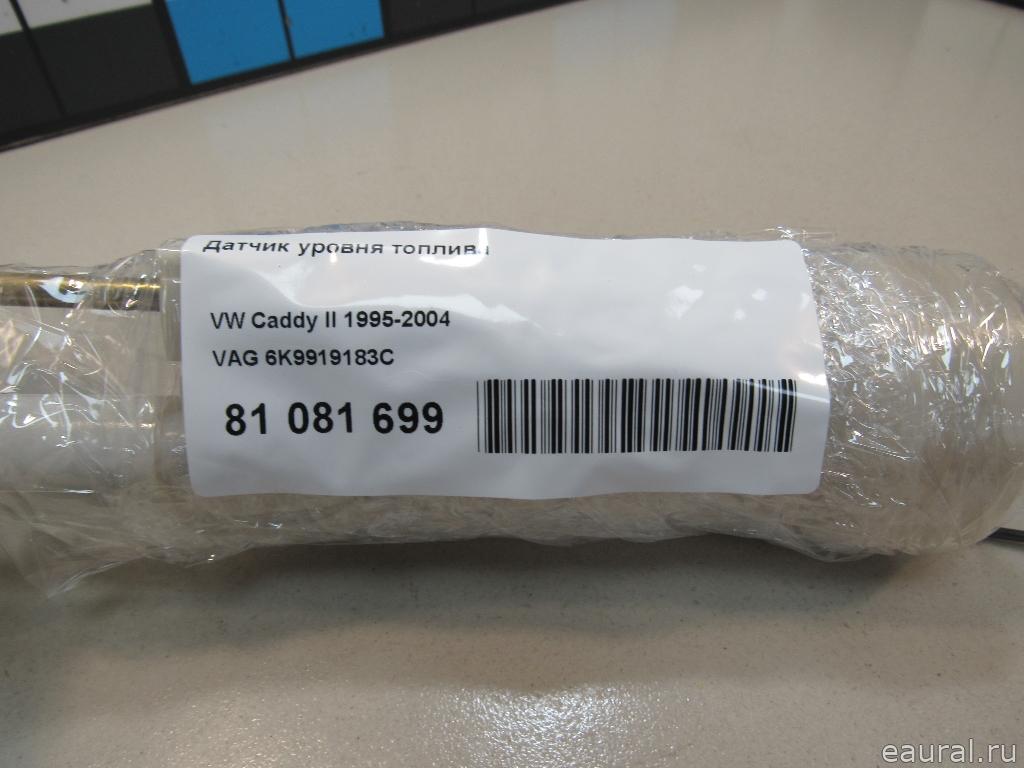 Датчик уровня топлива
VW Caddy II 1995-2004
VAG 6K9919183C
81 081 699
eaural.ru